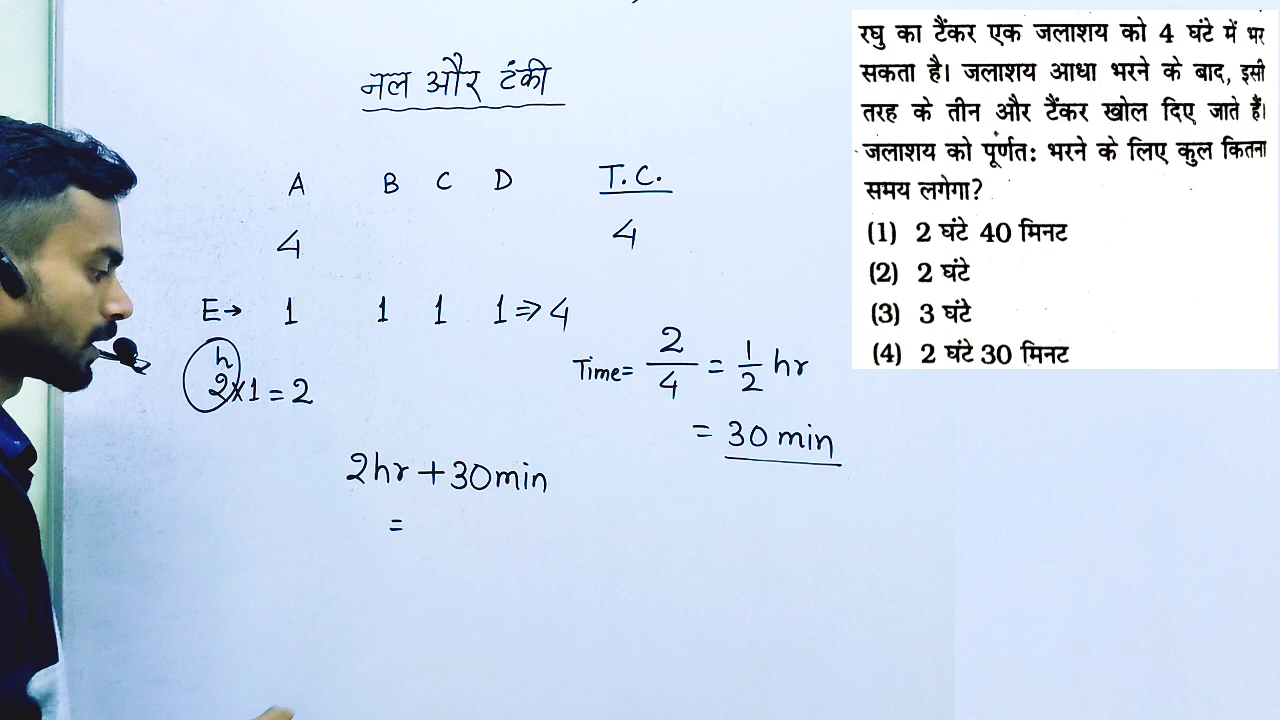 नल और टंकी
A B C D T.C.
4 4
E→ 1 1 1 1⇒4
h
2×1=2
Time= 2/4 = 1/2 hr
= 30 min
2hr+30min
=
रघु का टैंकर एक जलाशय को 4 घंटे में भर
सकता है। जलाशय आधा भरने के बाद, इसी
तरह के तीन और टैंकर खोल दिए जाते हैं।
जलाशय को पूर्णत: भरने के लिए कुल कितना
समय लगेगा?
(1) 2 घंटे 40 मिनट
(2) 2 घंटे
(3) 3 घंटे
(4) 2 घंटे 30 मिनट